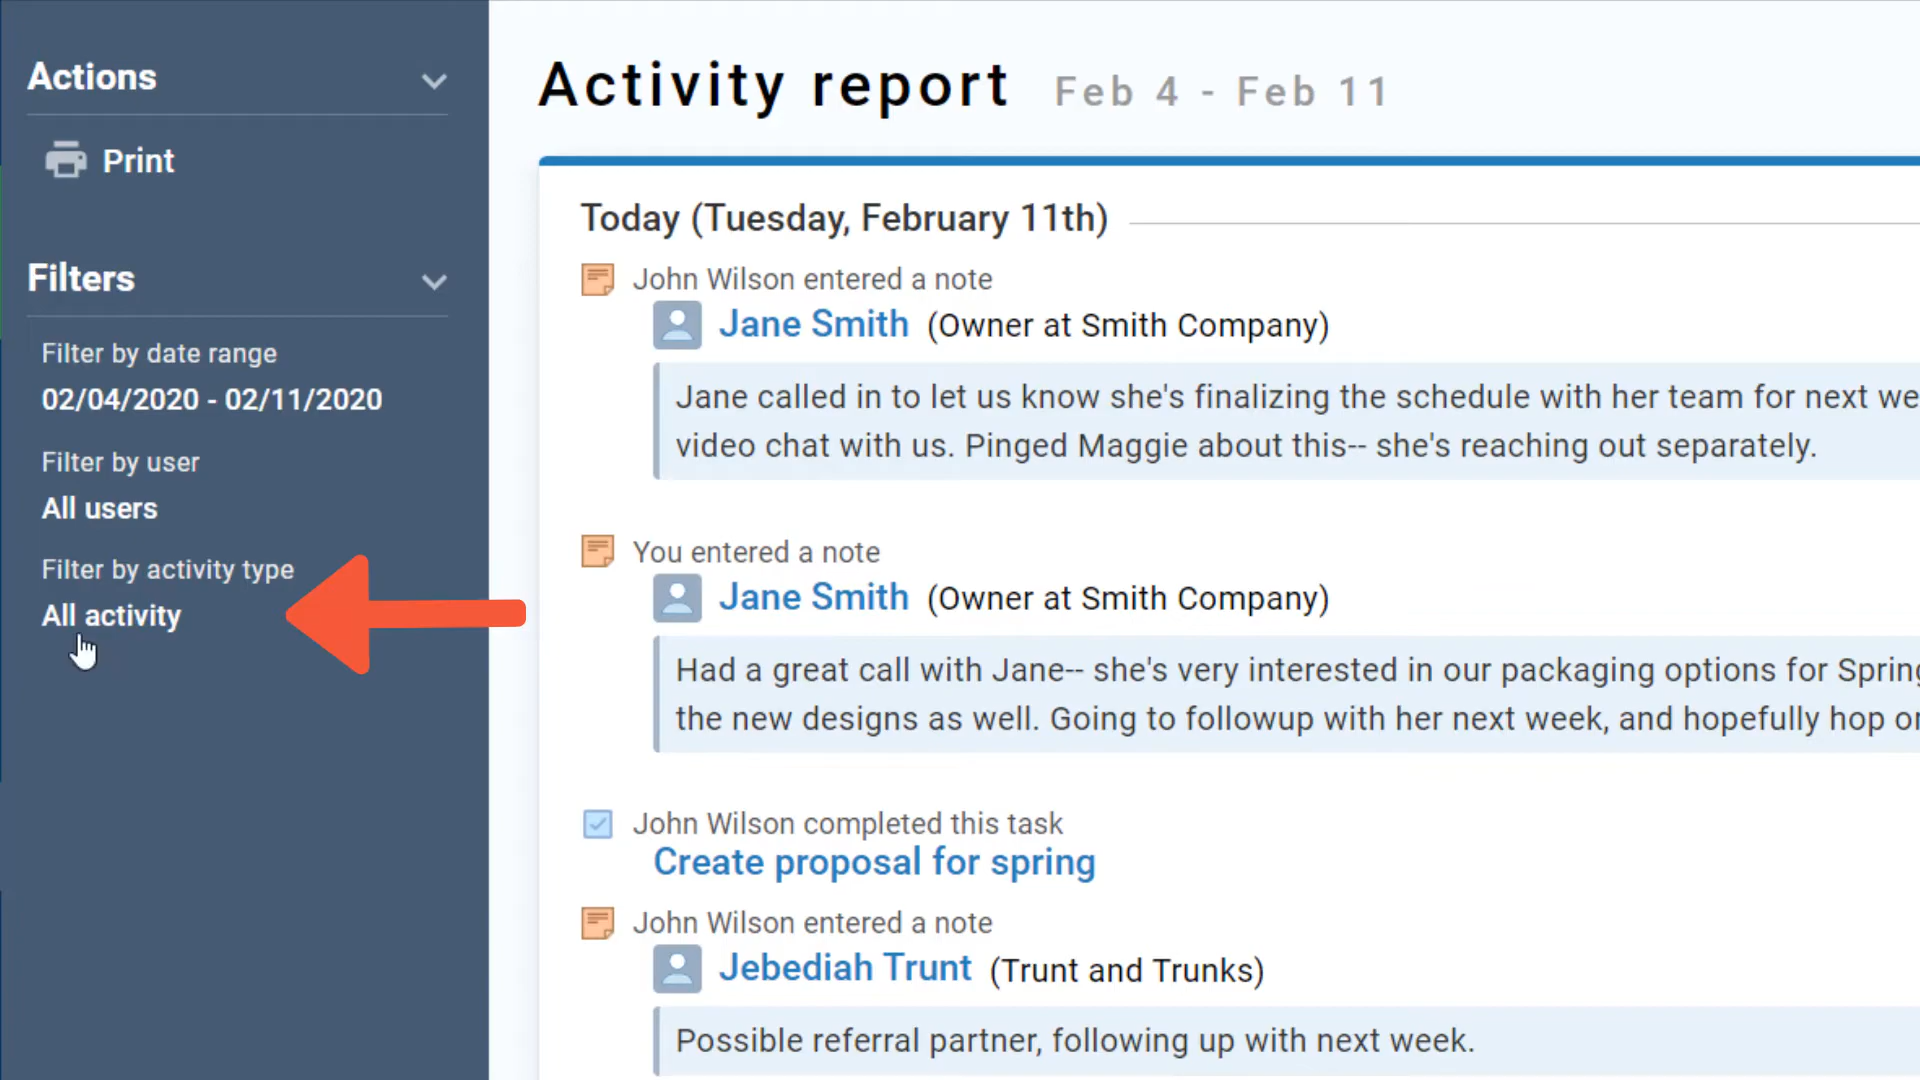 Actions
Print
Filters
Filter by date range
02/04/2020 - 02/11/2020
Filter by user
All users
Filter by activity type
All activity
Activity report Feb 4 - Feb 11
Today (Tuesday, February 11th)
John Wilson entered a note
Jane Smith (Owner at Smith Company)
Jane called in to let us know she's finalizing the schedule with her team for next
video chat with us. Pinged Maggie about this-- she's reaching out separately.
You entered a note
Jane Smith (Owner at Smith Company)
Had a great call with Jane-- she's very interested in our packaging options for Spring
the new designs as well. Going to followup with her next week, and hopefully hop
John Wilson completed this task
Create proposal for spring
John Wilson entered a note
Jebediah Trunt (Trunt and Trunks)
Possible referral partner, following up with next week.